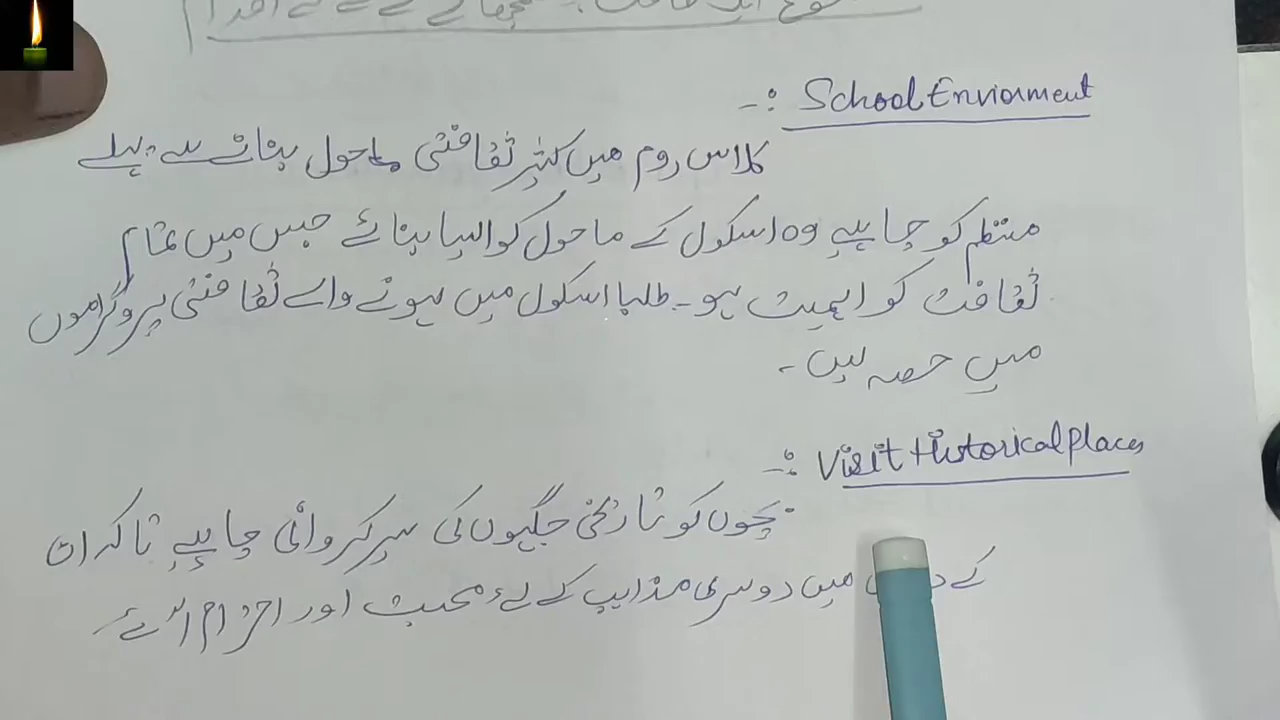 School Enviorment :-
کلاس روم میں کثیر ثقافتی ماحول بنانے سے پہلے
منتظم کو چاہیے وہ اسکول کے ماحول کو ایسا بنائے جس میں تمام
ثقافت کو اہمیت ہو۔ طلبا اسکول میں ہونے والے ثقافتی پروگراموں
میں حصہ لیں۔
Visit Historical Places :-
بچوں کو تاریخی جگہوں کی سیر کروانی چاہیے تاکہ ان
کے میں دوسری مذاہب کے لیے محبت اور احترام آئے